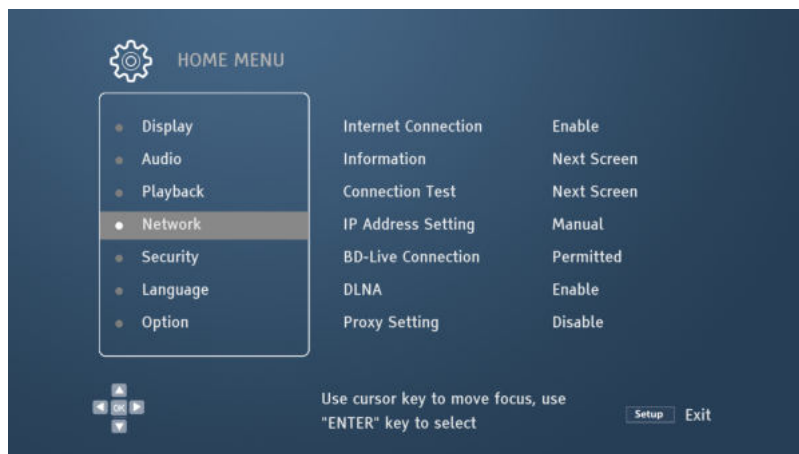 HOME MENU
Display
Audio
Playback
Network
Security
Language
Option
Internet Connection Enable
Information Next Screen
Connection Test Next Screen
IP Address Setting Manual
BD-Live Connection Permitted
DLNA Enable
Proxy Setting Disable
OK
Use cursor key to move focus, use
"ENTER" key to select
Setup Exit